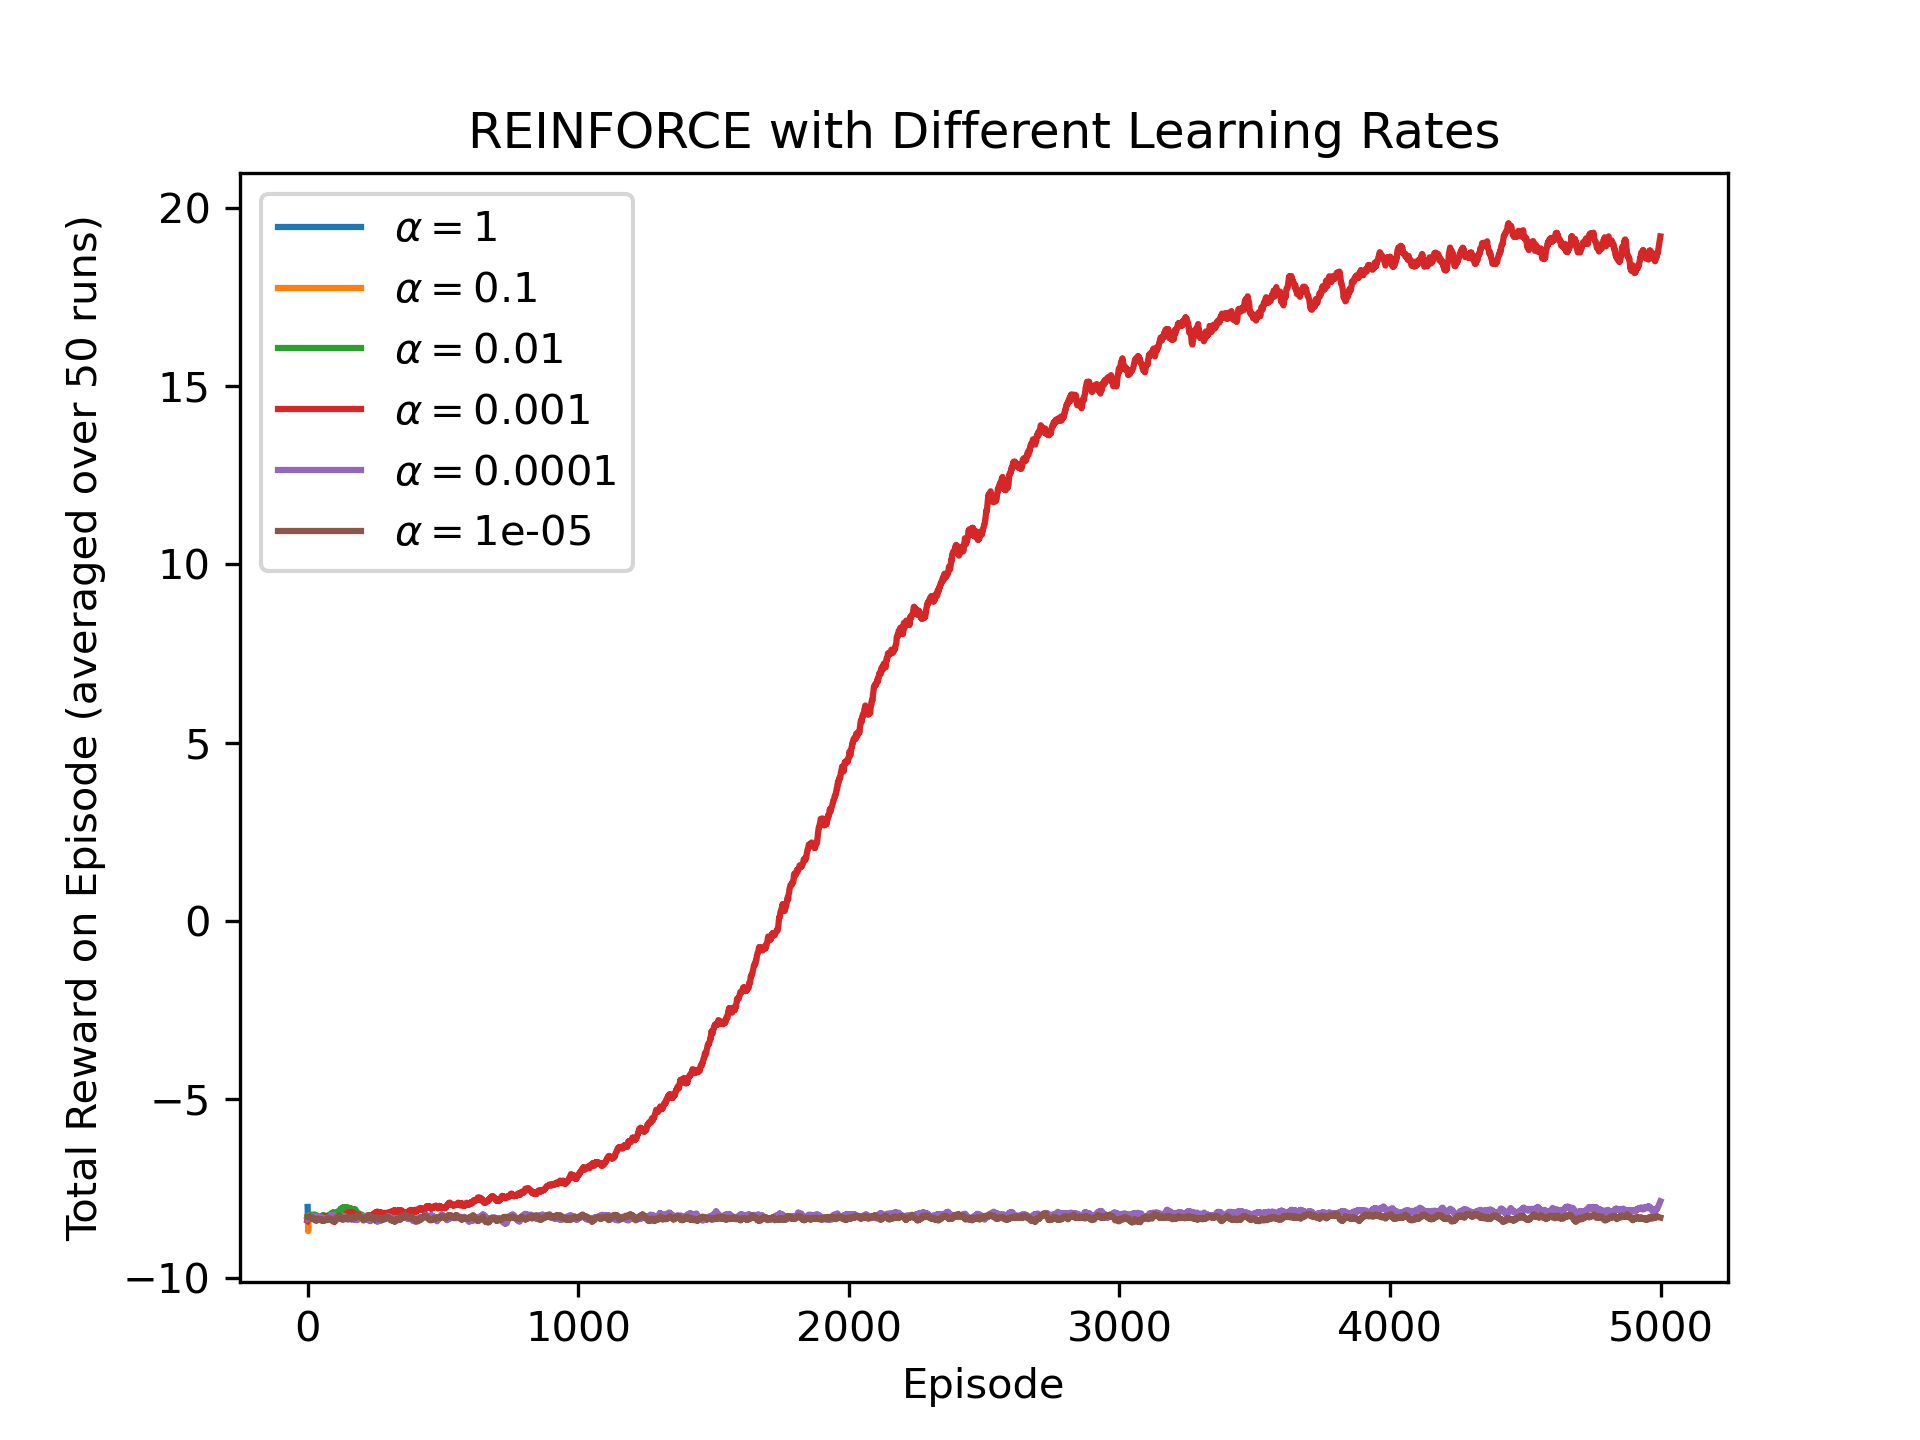 REINFORCE with Different Learning Rates
Total Reward on Episode (averaged over 50 runs)
20
15
10
5
0
−5
−10
α = 1
α = 0.1
α = 0.01
α = 0.001
α = 0.0001
α = 1e-05
0 1000 2000 3000 4000 5000
Episode